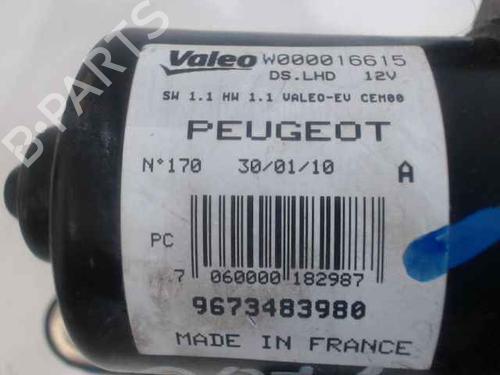 Valeo W000016615
DS.LHD 12V
SW 1.1 HW 1.1 VALEO-EV CEM00
PEUGEOT
N°170 30/01/10 A
PC
7 060000 182987
9673483980
MADE IN FRANCE